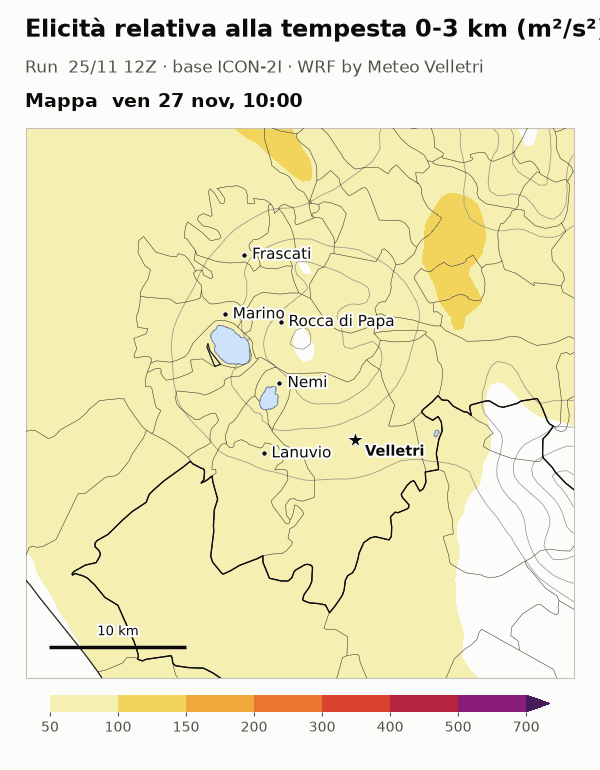 Elicità relativa alla tempesta 0-3 km (m²/s²)
Run 25/11 12Z · base ICON-2I · WRF by Meteo Velletri
Mappa ven 27 nov, 10:00
Frascati
Marino
Rocca di Papa
Nemi
Velletri
Lanuvio
10 km
50 100 150 200 300 400 500 700